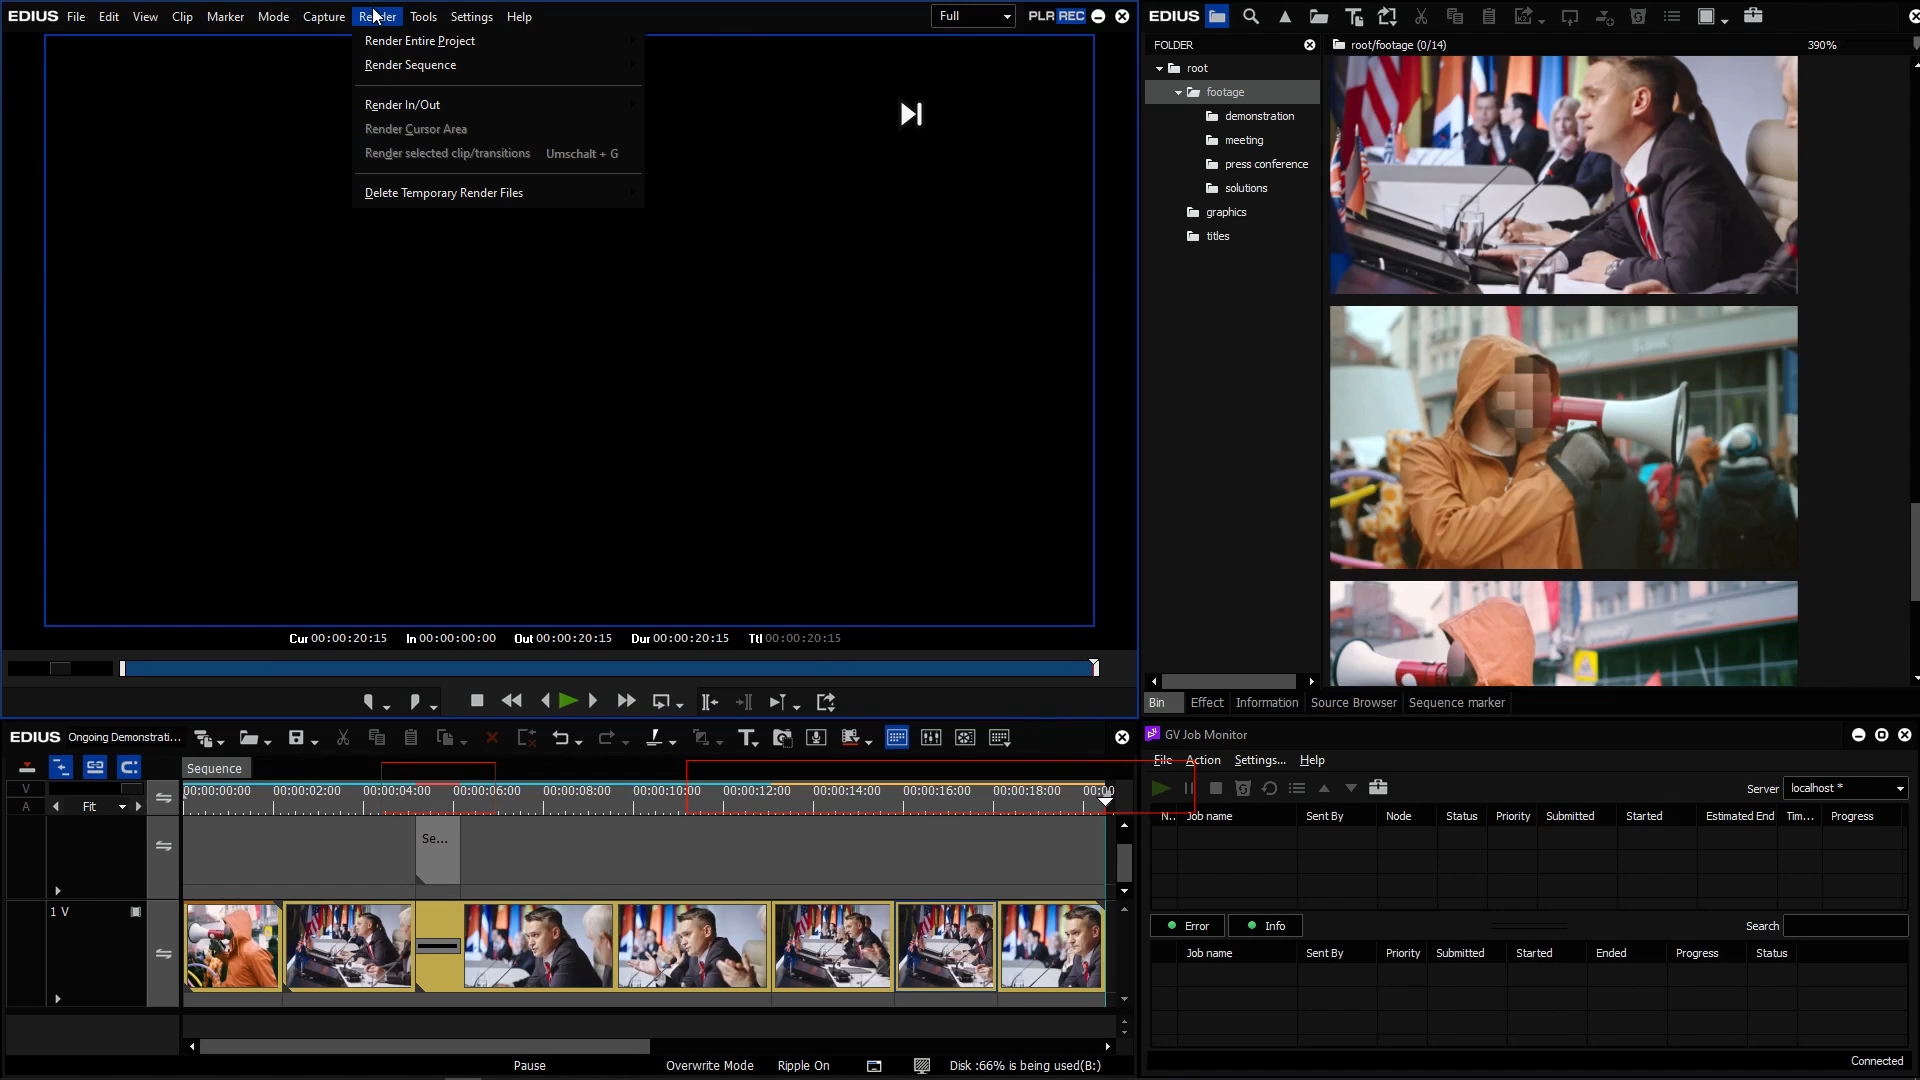 EDIUS File Edit View Clip Marker Mode Capture Render Tools Settings Help Full PLR REC
Render Entire Project
Render Sequence
Render In/Out
Render Cursor Area
Render selected clip/transitions Umschalt + G
Delete Temporary Render Files
Cur 00:00:20:15 In 00:00:00:00 Out 00:00:20:15 Dur 00:00:20:15 Ttl 00:00:20:15
EDIUS
FOLDER
root/footage (0/14) 390%
root
footage
demonstration
meeting
press conference
solutions
graphics
titles
Bin Effect Information Source Browser Sequence marker
EDIUS Ongoing Demonstrati...
Sequence
V
A Fit
00:00:00:00 00:00:02:00 00:00:04:00 00:00:06:00 00:00:08:00 00:00:10:00 00:00:12:00 00:00:14:00 00:00:16:00 00:00:18:00 00:00
Se...
1 V
Pause Overwrite Mode Ripple On Disk :66% is being used(B:)
GV Job Monitor
File Action Settings... Help
Server localhost *
N.. Job name Sent By Node Status Priority Submitted Started Estimated End Tim... Progress
Error Info Search
Job name Sent By Priority Submitted Started Ended Progress Status
Connected